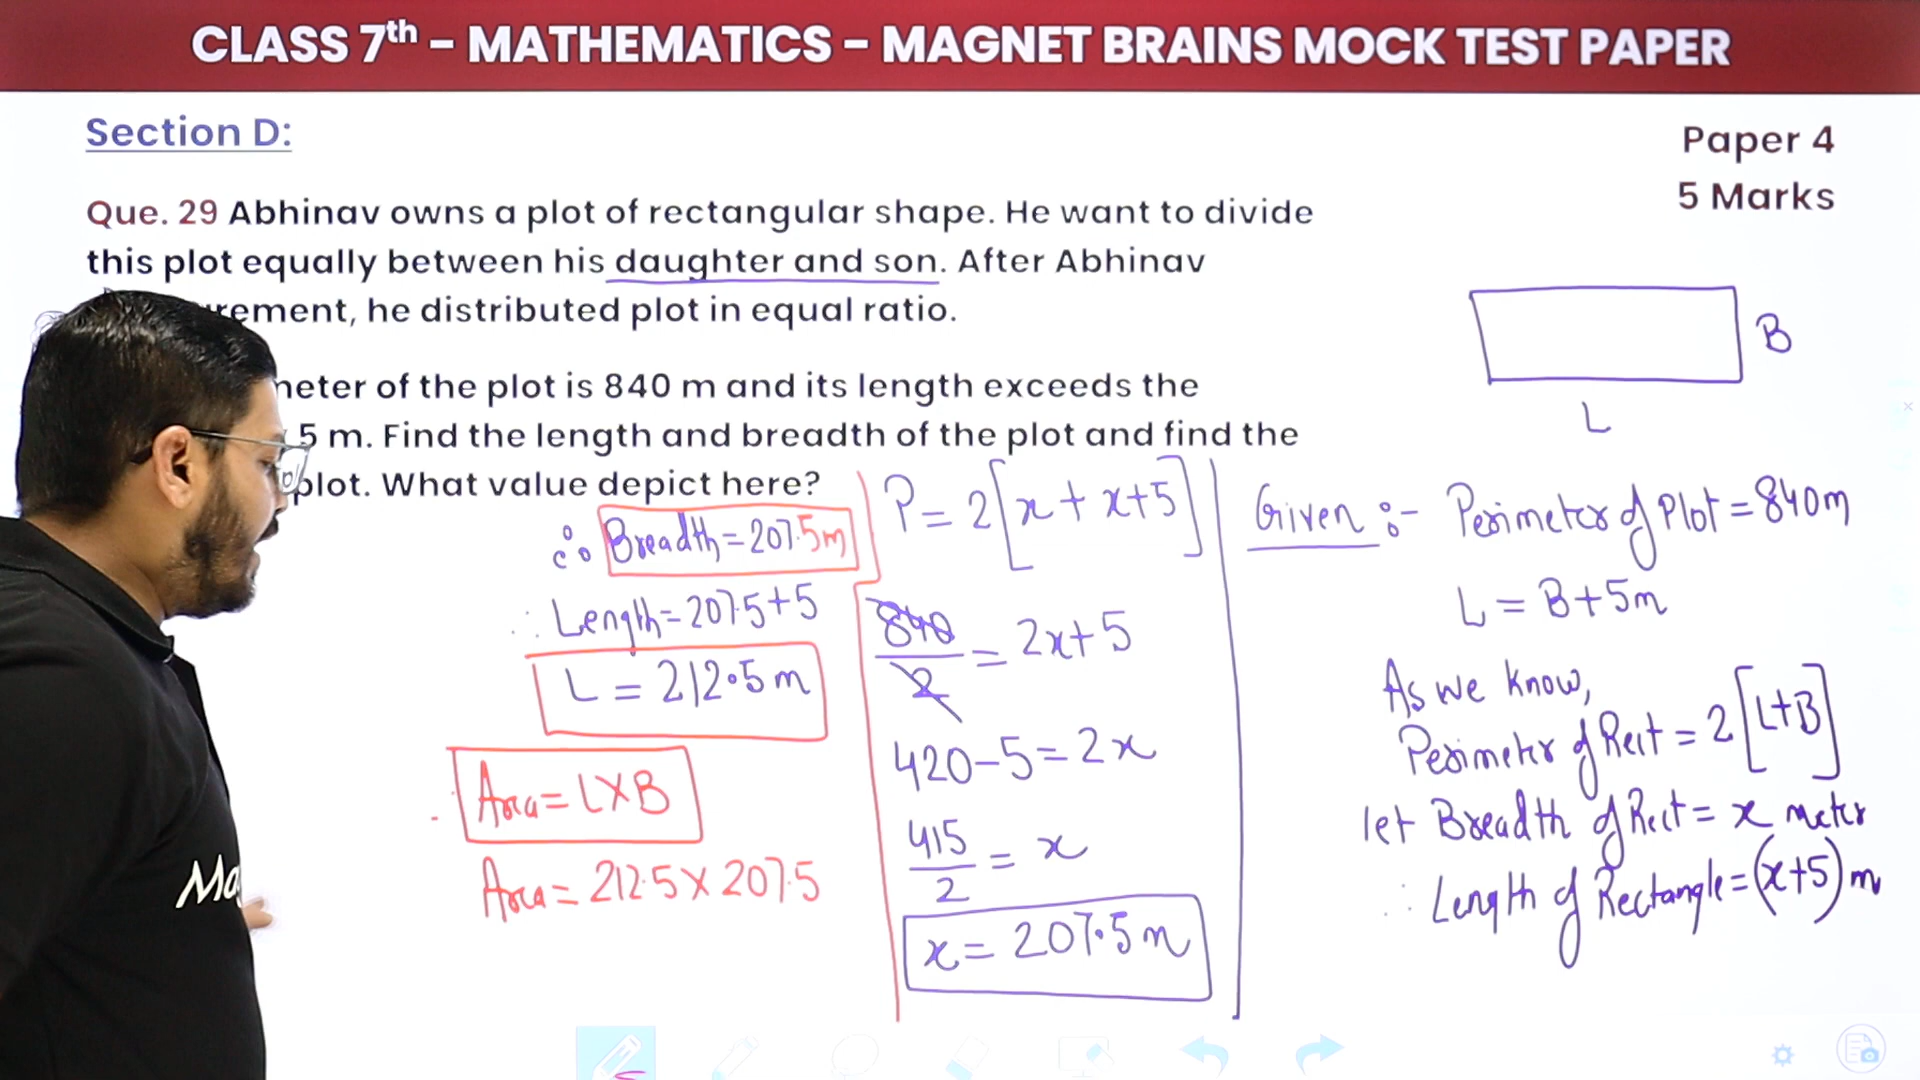 CLASS 7th – MATHEMATICS – MAGNET BRAINS MOCK TEST PAPER
Section D:
Paper 4
5 Marks
Que. 29 Abhinav owns a plot of rectangular shape. He want to divide
this plot equally between his daughter and son. After Abhinav
rement, he distributed plot in equal ratio.
meter of the plot is 840 m and its length exceeds the
5 m. Find the length and breadth of the plot and find the
plot. What value depict here?
B
L
Given :- Perimeter of Plot = 840m
L = B+5m
As we know,
Perimeter of Rect = 2[L+B]
let Breadth of Rect = x meter
∴ Length of Rectangle = (x+5) m
P = 2[x + x+5]
840/2 = 2x+5
420-5 = 2x
415/2 = x
x = 207.5 m
∴ Breadth = 207.5m
∴ Length = 207.5+5
L = 212.5 m
Area = L×B
Area = 212.5 × 207.5
Ma